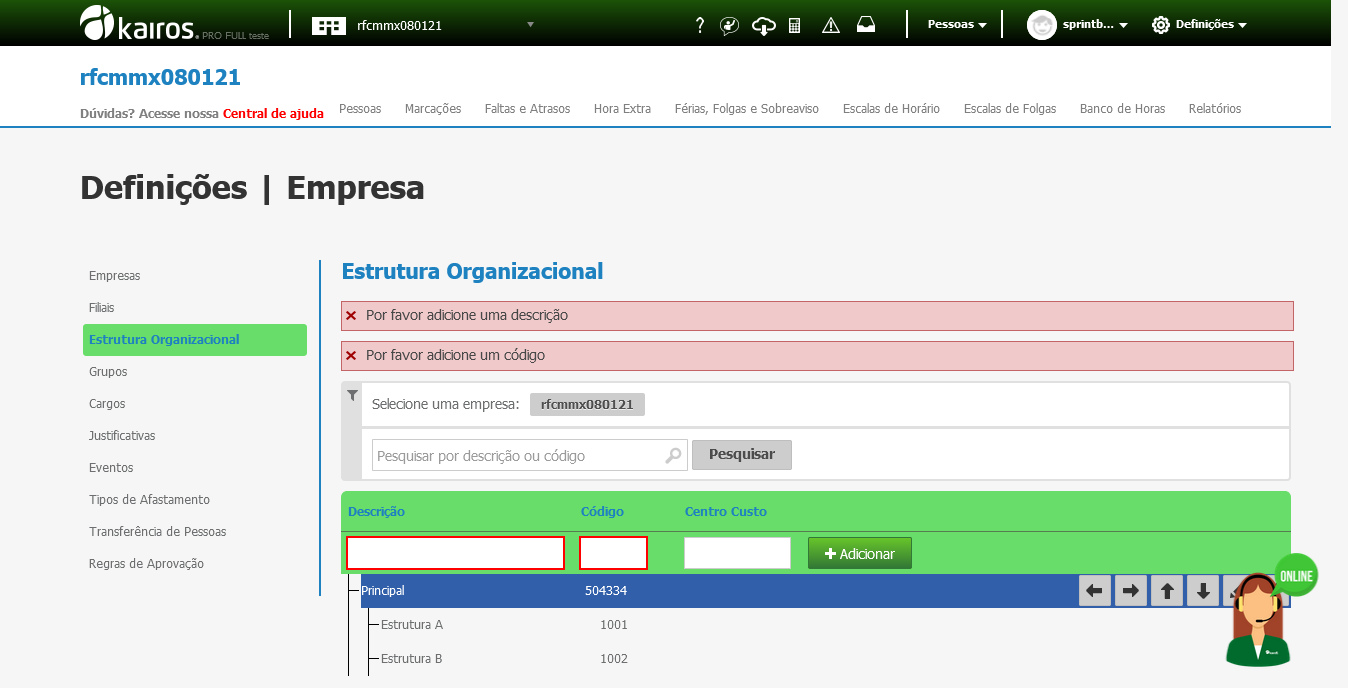 kairos. PRO FULL teste
rfcmmx080121
?
Pessoas
sprintb...
Definições
rfcmmx080121
Dúvidas? Acesse nossa Central de ajuda
Pessoas Marcações Faltas e Atrasos Hora Extra Férias, Folgas e Sobreaviso Escalas de Horário Escalas de Folgas Banco de Horas Relatórios
Definições | Empresa
Empresas
Filiais
Estrutura Organizacional
Grupos
Cargos
Justificativas
Eventos
Tipos de Afastamento
Transferência de Pessoas
Regras de Aprovação
Estrutura Organizacional
Por favor adicione uma descrição
Por favor adicione um código
Selecione uma empresa: rfcmmx080121
Pesquisar por descrição ou código Pesquisar
Descrição Código Centro Custo
+ Adicionar
Principal 504334
Estrutura A 1001
Estrutura B 1002
ONLINE